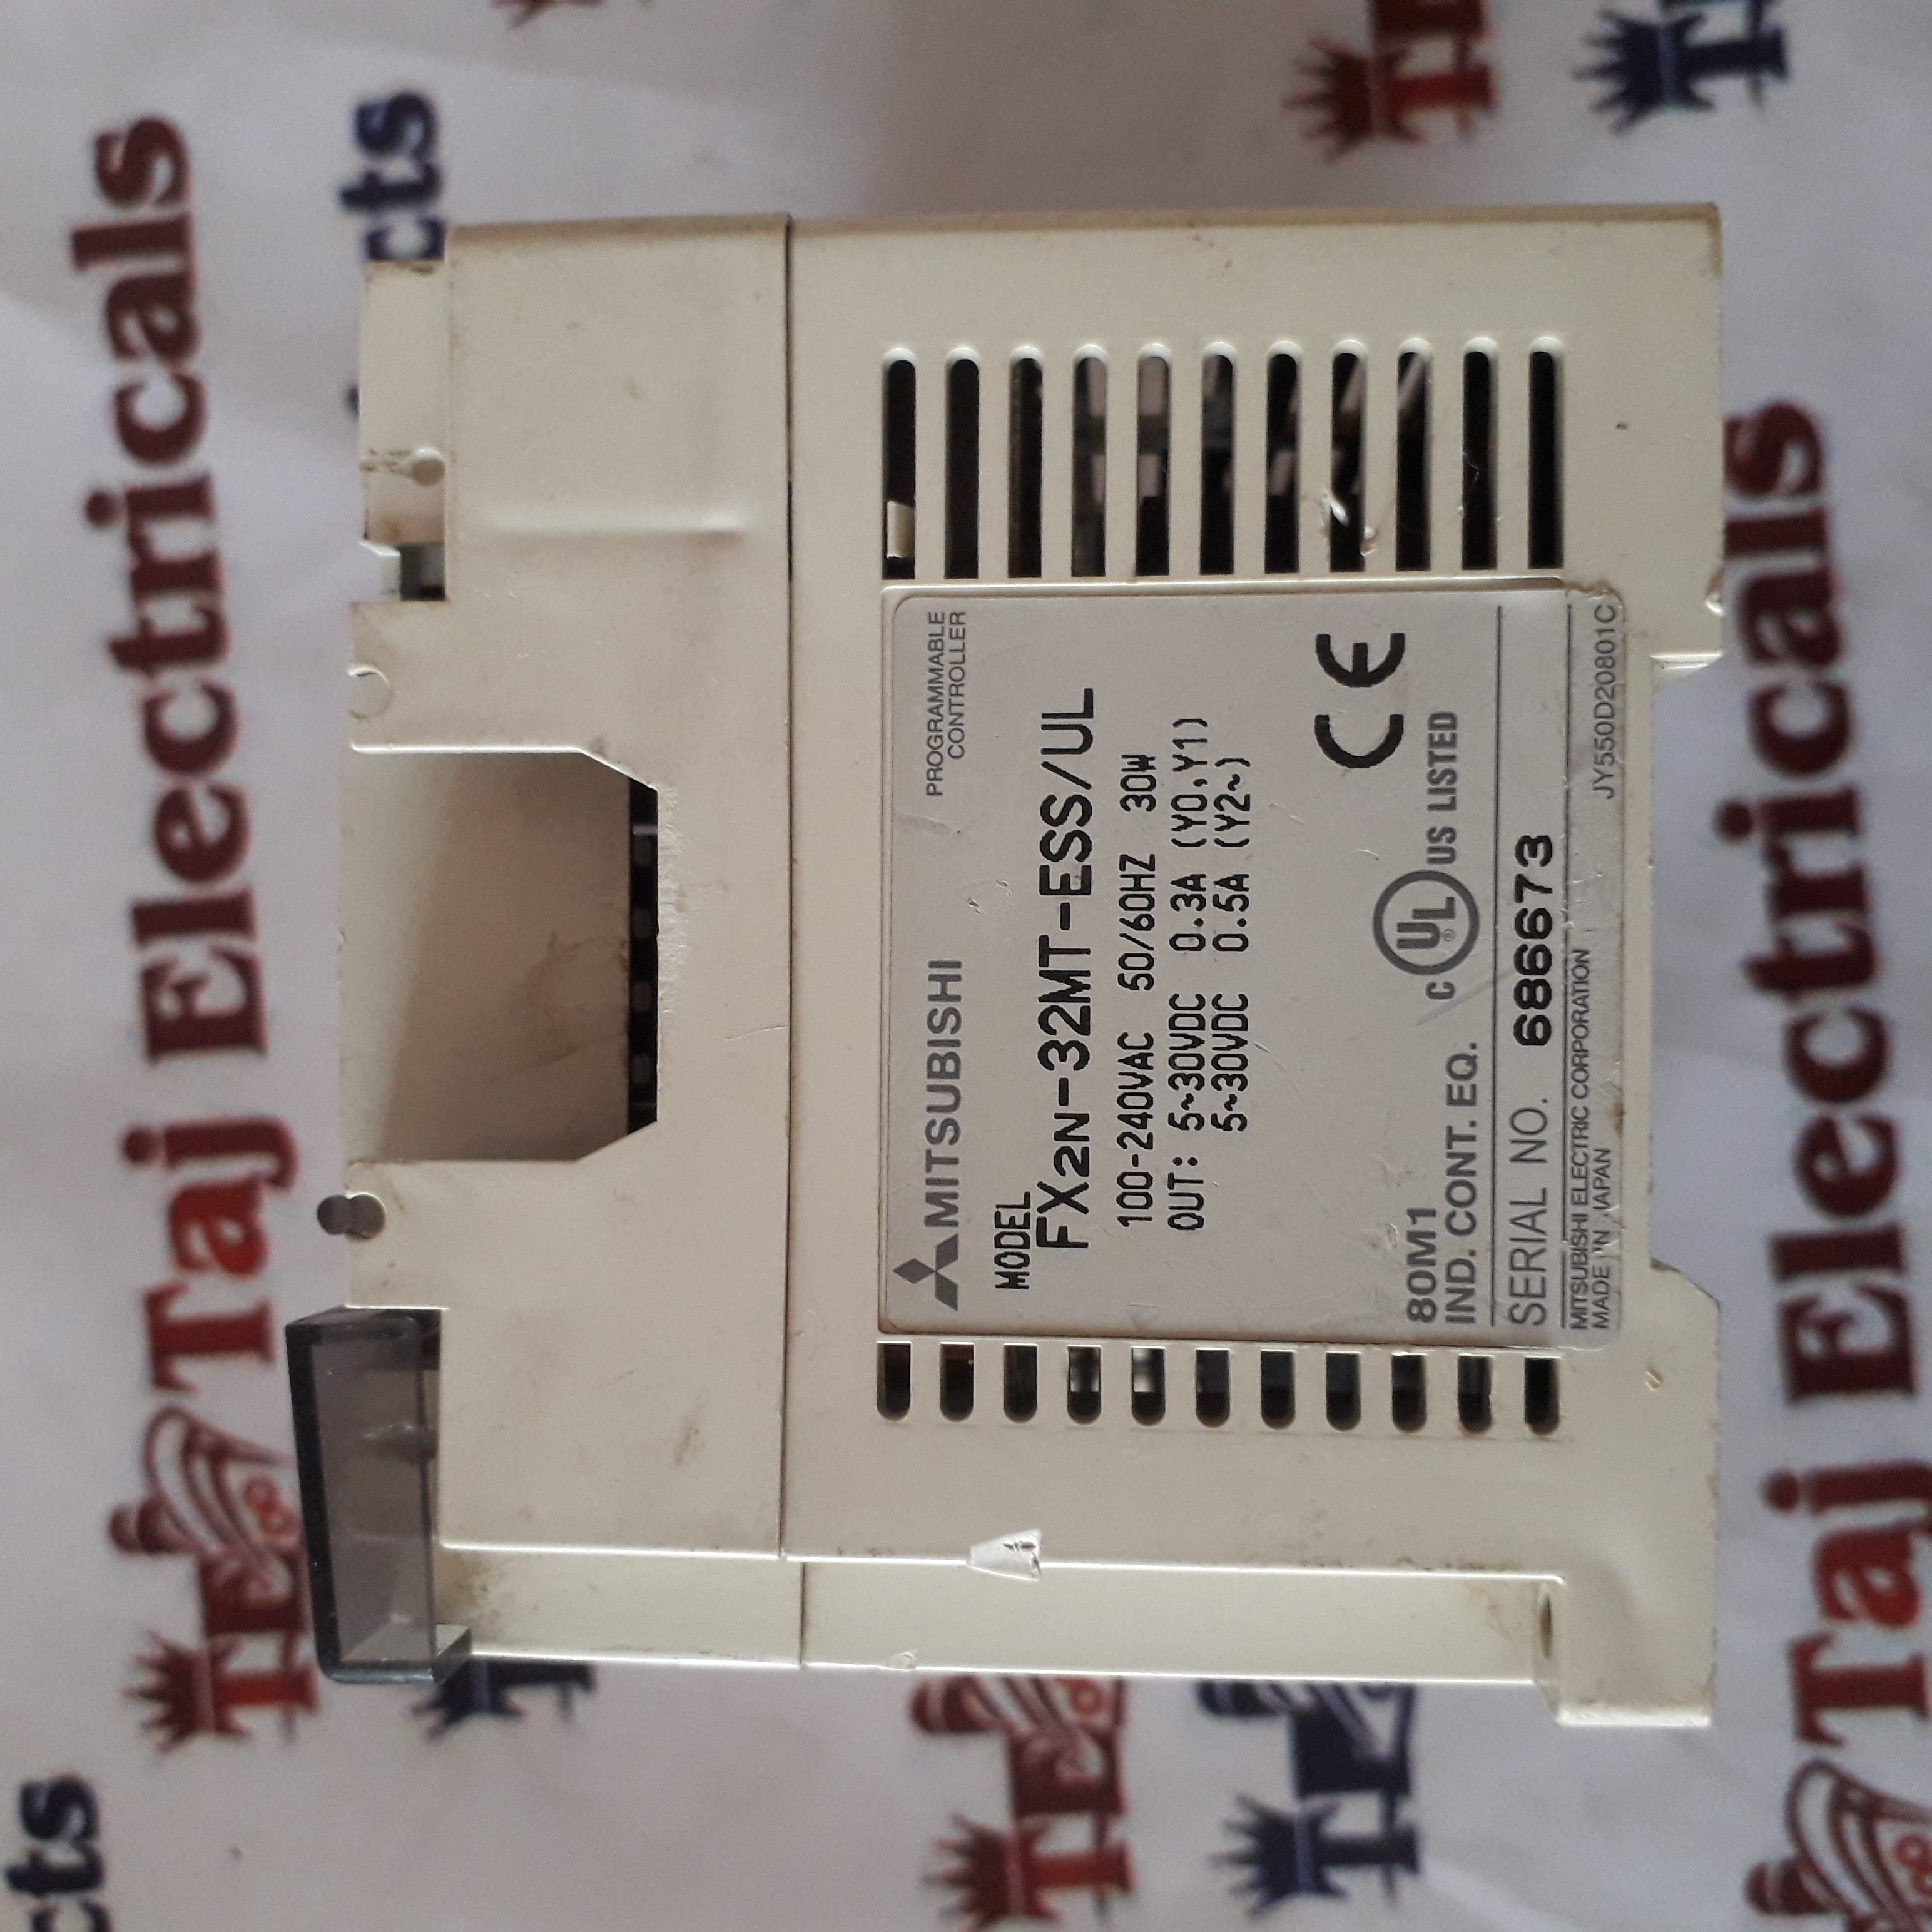 MITSUBISHI
PROGRAMMABLE
CONTROLLER
MODEL
FX2N-32MT-ESS/UL
100-240VAC 50/60HZ 30W
OUT: 5~30VDC 0.3A (Y0,Y1)
5~30VDC 0.5A (Y2~)
CE
80M1
IND. CONT. EQ.
C UL ® US LISTED
SERIAL NO. 686673
MITSUBISHI ELECTRIC CORPORATION
MADE IN JAPAN
JY550D20801C
Taj Electricals
Taj Electricals
cts
cts